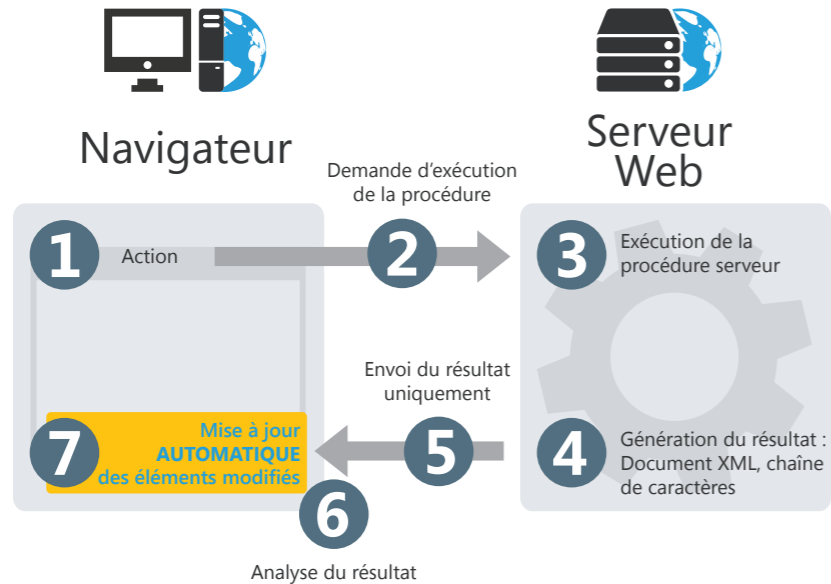 Navigateur
Serveur
Web
Demande d’exécution
de la procédure
1
Action
2
3
Exécution de la
procédure serveur
Envoi du résultat
uniquement
7
Mise à jour
AUTOMATIQUE
des éléments modifiés
5
4
Génération du résultat :
Document XML, chaîne
de caractères
6
Analyse du résultat